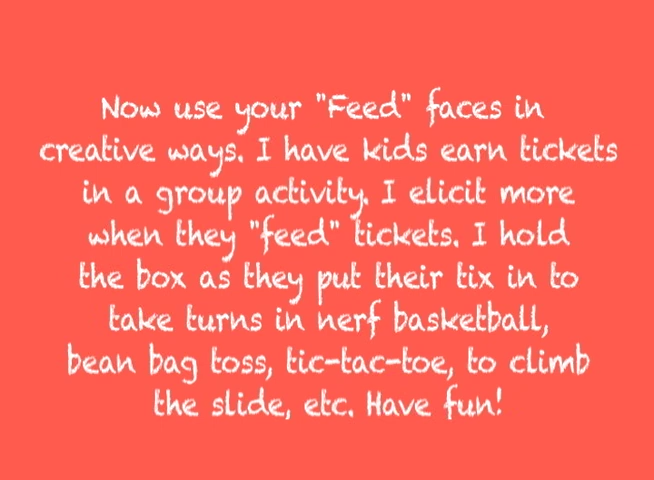 Now use your "Feed" faces in
creative ways. I have kids earn tickets
in a group activity. I elicit more
when they "feed" tickets. I hold
the box as they put their tix in to
take turns in nerf basketball,
bean bag toss, tic-tac-toe, to climb
the slide, etc. Have fun!